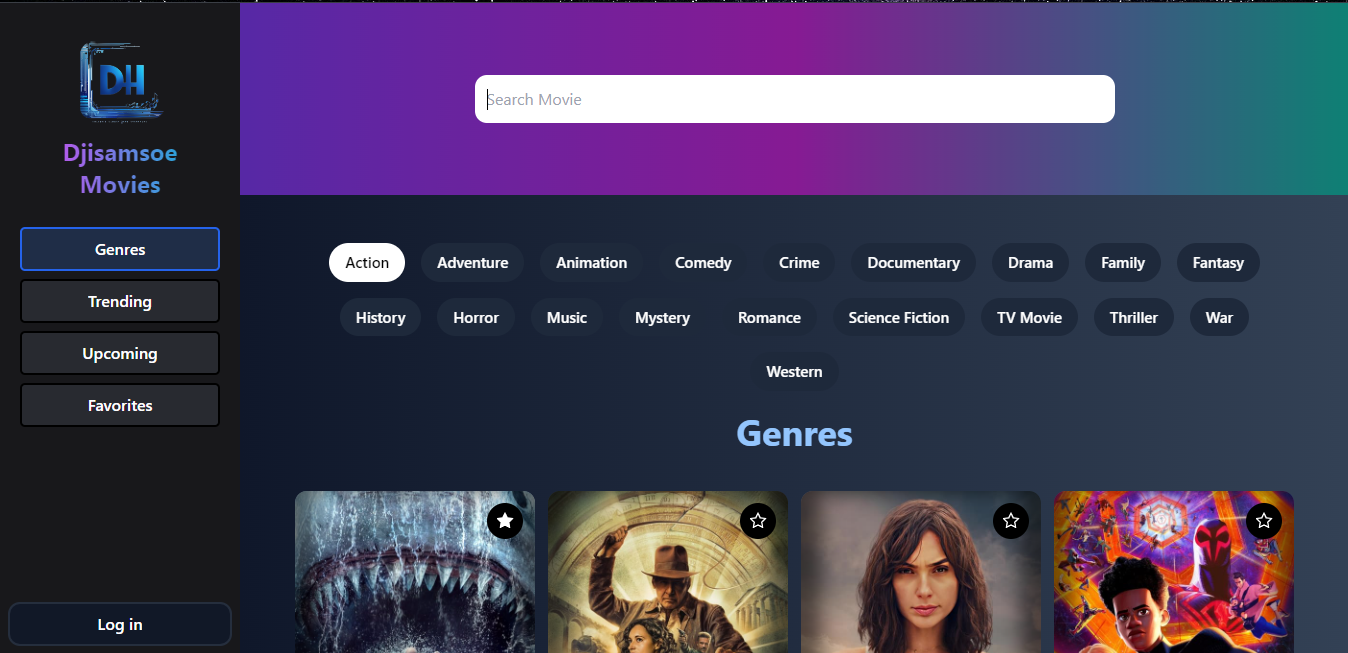 DH
Djisamsoe
Movies
Genres
Trending
Upcoming
Favorites
Log in
Search Movie
Action Adventure Animation Comedy Crime Documentary Drama Family Fantasy
History Horror Music Mystery Romance Science Fiction TV Movie Thriller War
Western
Genres